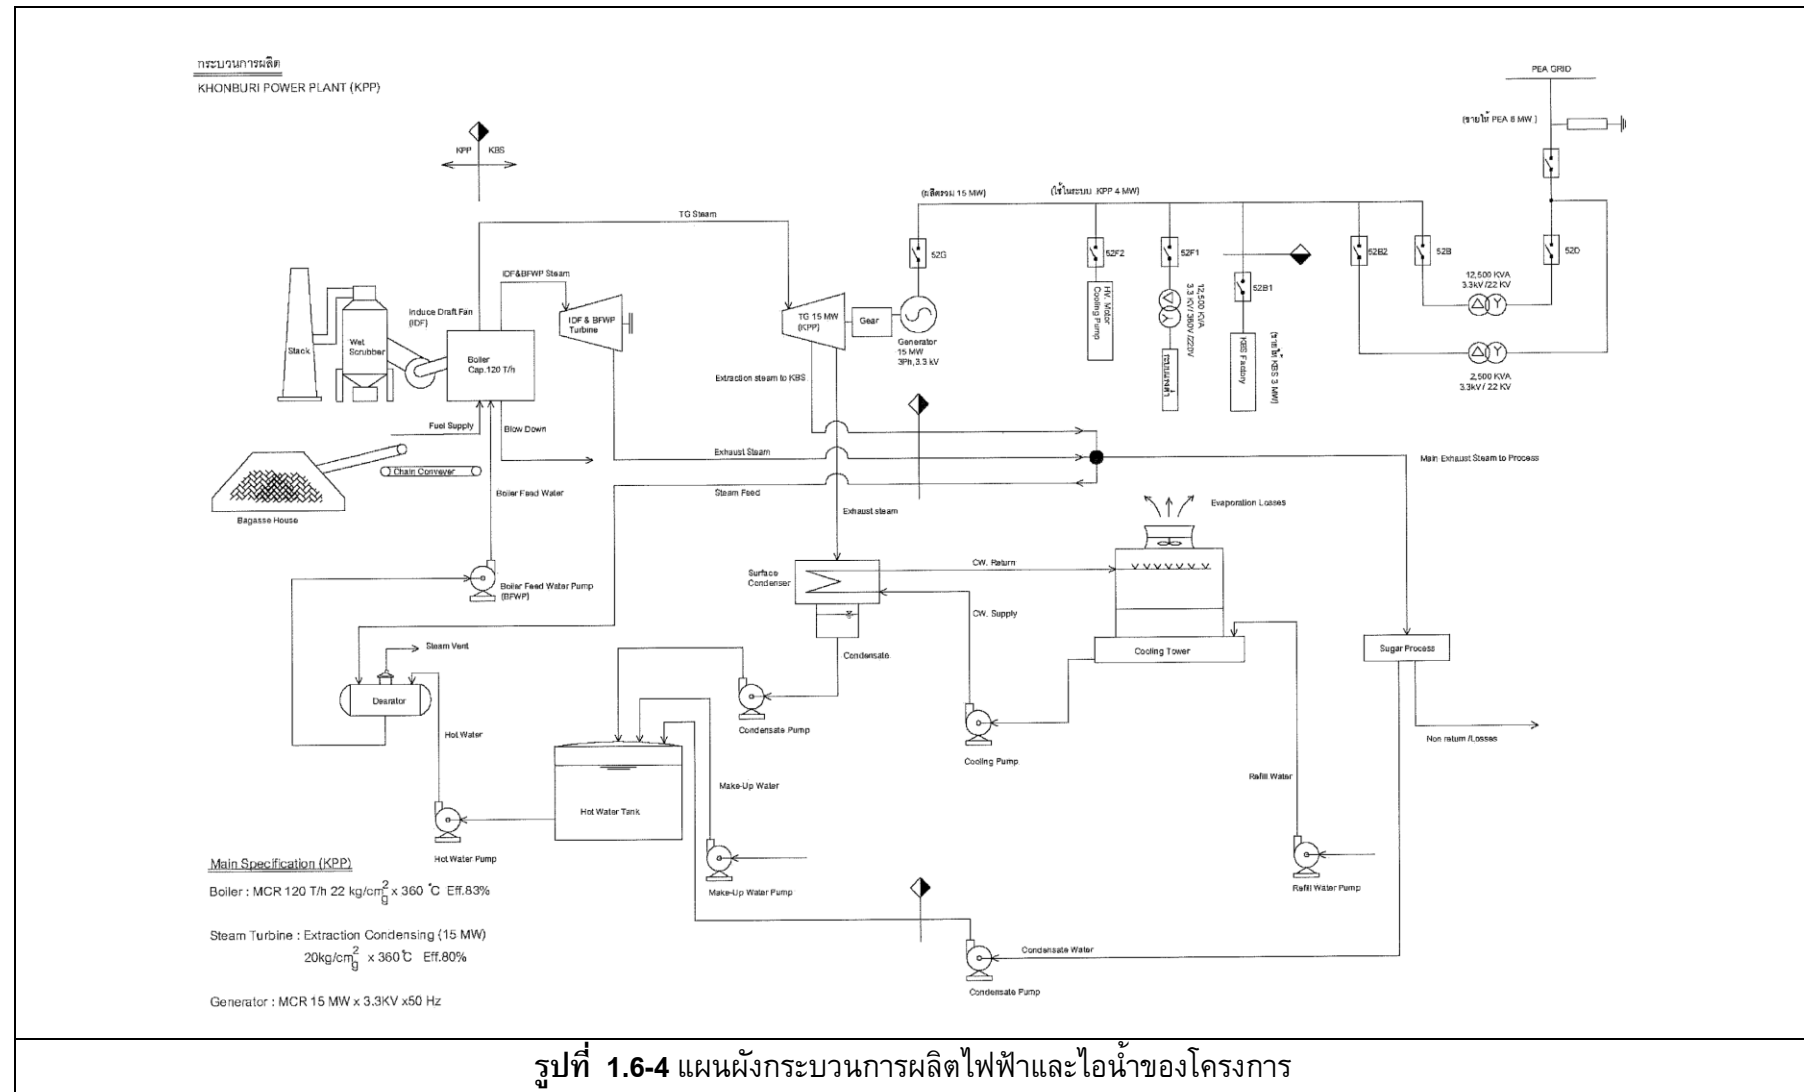 กระบวนการผลิต
KHONBURI POWER PLANT (KPP)
KPP
KBS
PEA GRID
(ขายให้ PEA 8 MW )
(ผลิตรวม 15 MW)
(ใช้ในระบบ KPP 4 MW)
TG Steam
52G
52F2
52F1
52B1
52B2
52B
52D
12,500 KVA
3.3kV /22 KV
2,500 KVA
3.3kV / 22 KV
12,500 KVA
3.3 KV / 380V /220V
HV. Motor
Cooling Pump
KBS Factory
(ขายให้ KBS 3 MW)
IDF&BFWP Steam
Induce Draft Fan
(IDF)
IDF & BFWP
Turbine
TG 15 MW
(KPP)
Gear
Generator
15 MW
3Ph,3.3 kV
Stack
Wet
Scrubber
Boiler
Cap.120 T/h
Extraction steam to KBS
Fuel Supply
Blow Down
Exhaust Steam
Main Exhaust Steam to Process
Chain Conveyer
Boiler Feed Water
Steam Feed
Exhaust steam
Evaporation Losses
Bagasse House
Boiler Feed Water Pump
(BFWP)
Surface
Condenser
CW. Return
CW. Supply
Steam Vent
Condensate
Cooling Tower
Sugar Process
Dearator
Hot Water
Condensate Pump
Cooling Pump
Non return /Losses
Make-Up Water
Refill Water
Hot Water Tank
Hot Water Pump
Make-Up Water Pump
Refill Water Pump
Condensate Water
Condensate Pump
Main Specification (KPP)
Boiler : MCR 120 T/h 22 kg/cm²g x 360 °C Eff.83%
Steam Turbine : Extraction Condensing (15 MW)
20kg/cm²g x 360°C Eff.80%
Generator : MCR 15 MW x 3.3KV x50 Hz
รูปที่ 1.6-4 แผนผังกระบวนการผลิตไฟฟ้าและไอน้ำของโครงการ